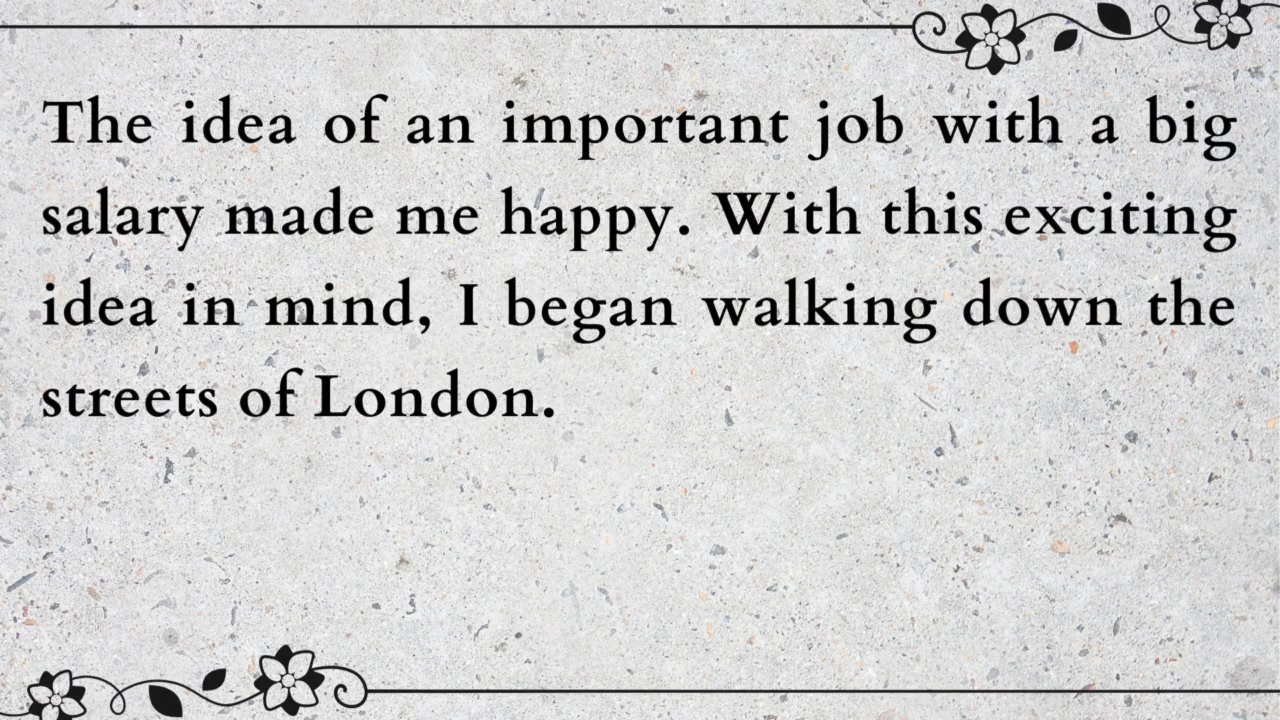 The idea of an important job with a big
salary made me happy. With this exciting
idea in mind, I began walking down the
streets of London.